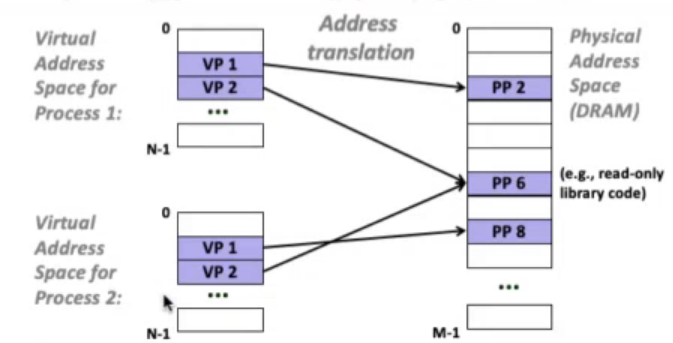 Virtual
Address
Space for
Process 1:
0
VP 1
VP 2
...
N-1
Address
translation
0
PP 2
PP 6
PP 8
...
M-1
Physical
Address
Space
(DRAM)
(e.g., read-only
library code)
Virtual
Address
Space for
Process 2:
0
VP 1
VP 2
...
N-1